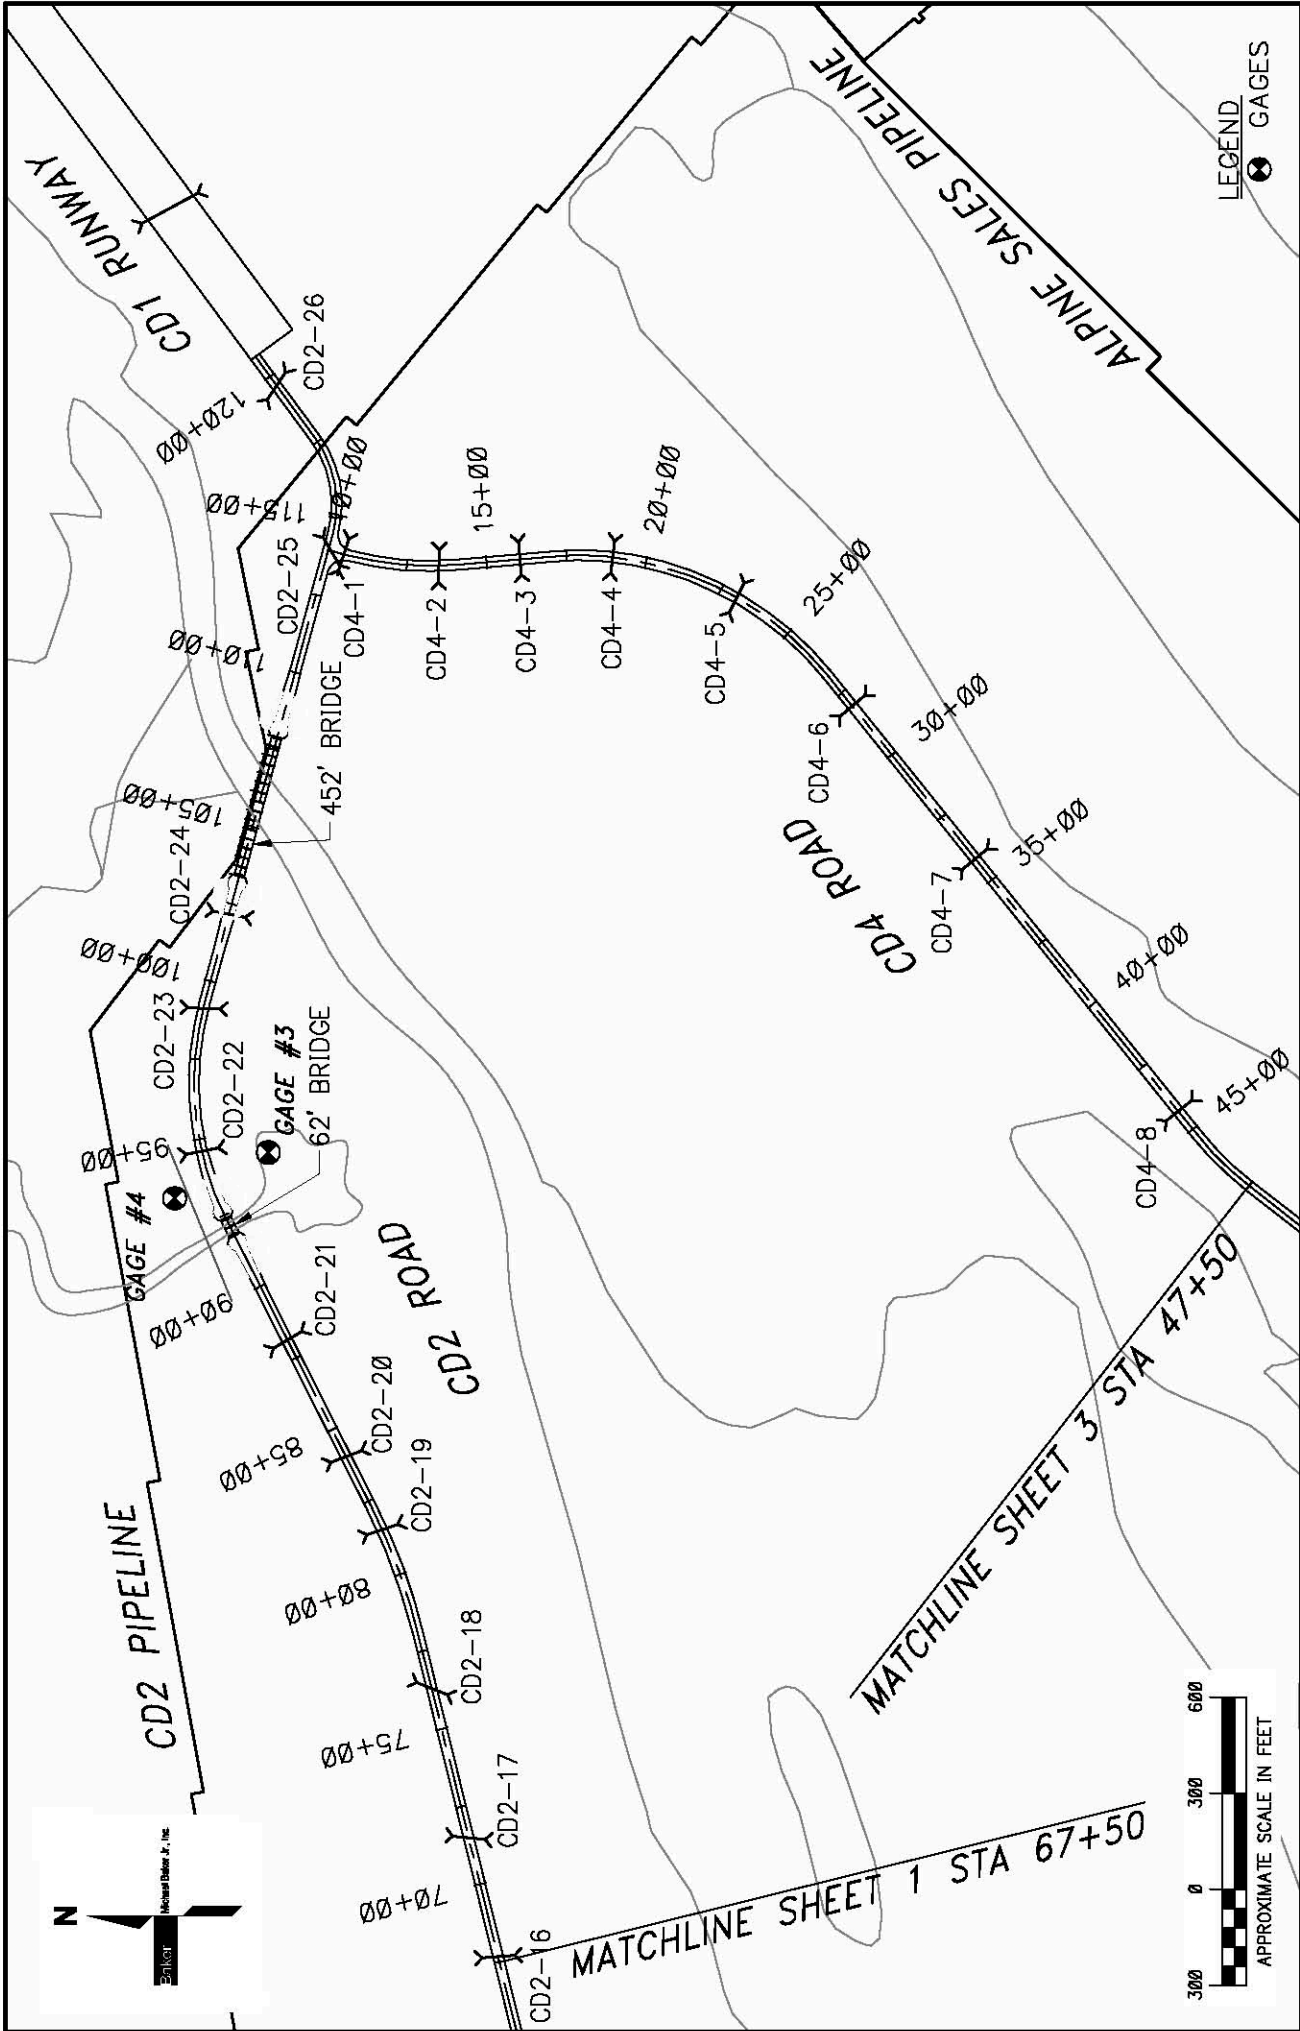 N
Baker
Michael Baker Jr., Inc.
CD2 PIPELINE
CD1 RUNWAY
ALPINE SALES PIPELINE
LEGEND
GAGES
CD2 ROAD
CD4 ROAD
70+00
75+00
80+00
85+00
90+00
95+00
100+00
105+00
110+00
115+00
120+00
CD2-16
CD2-17
CD2-18
CD2-19
CD2-20
CD2-21
CD2-22
CD2-23
CD2-24
CD2-25
CD2-26
GAGE #4
GAGE #3
62' BRIDGE
452' BRIDGE
CD4-1
CD4-2
CD4-3
CD4-4
CD4-5
CD4-6
CD4-7
CD4-8
10+00
15+00
20+00
25+00
30+00
35+00
40+00
45+00
MATCHLINE SHEET 1 STA 67+50
MATCHLINE SHEET 3 STA 47+50
300 0 300 600
APPROXIMATE SCALE IN FEET